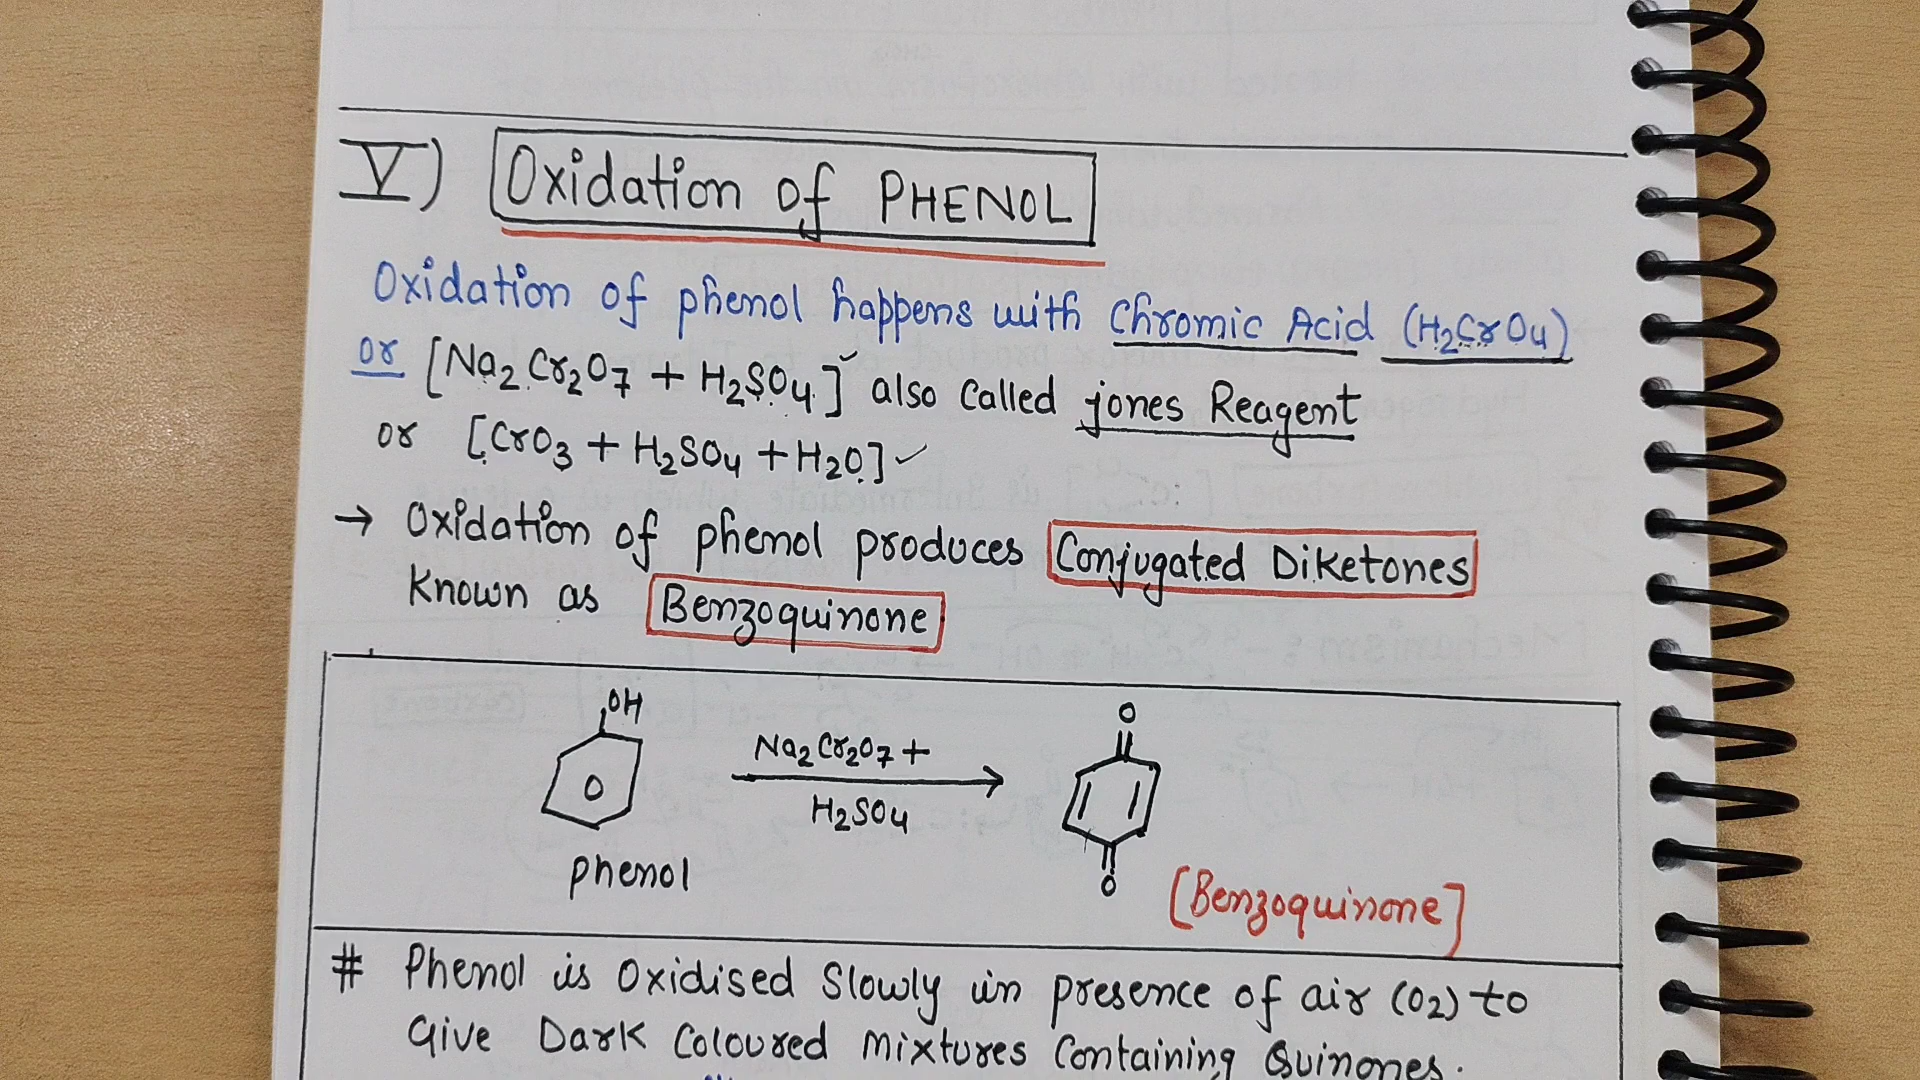 V) Oxidation of PHENOL
Oxidation of phenol happens with Chromic Acid (H2CrO4)
or [Na2Cr2O7 + H2SO4] also called jones Reagent
or [CrO3 + H2SO4 + H2O]
→ Oxidation of phenol produces Conjugated Diketones
Known as Benzoquinone
OH
Na2Cr2O7 +
H2SO4
phenol
O
O
[Benzoquinone]
# Phenol is Oxidised Slowly in presence of air (O2) to
Give Dark Coloured Mixtures Containing Quinones.